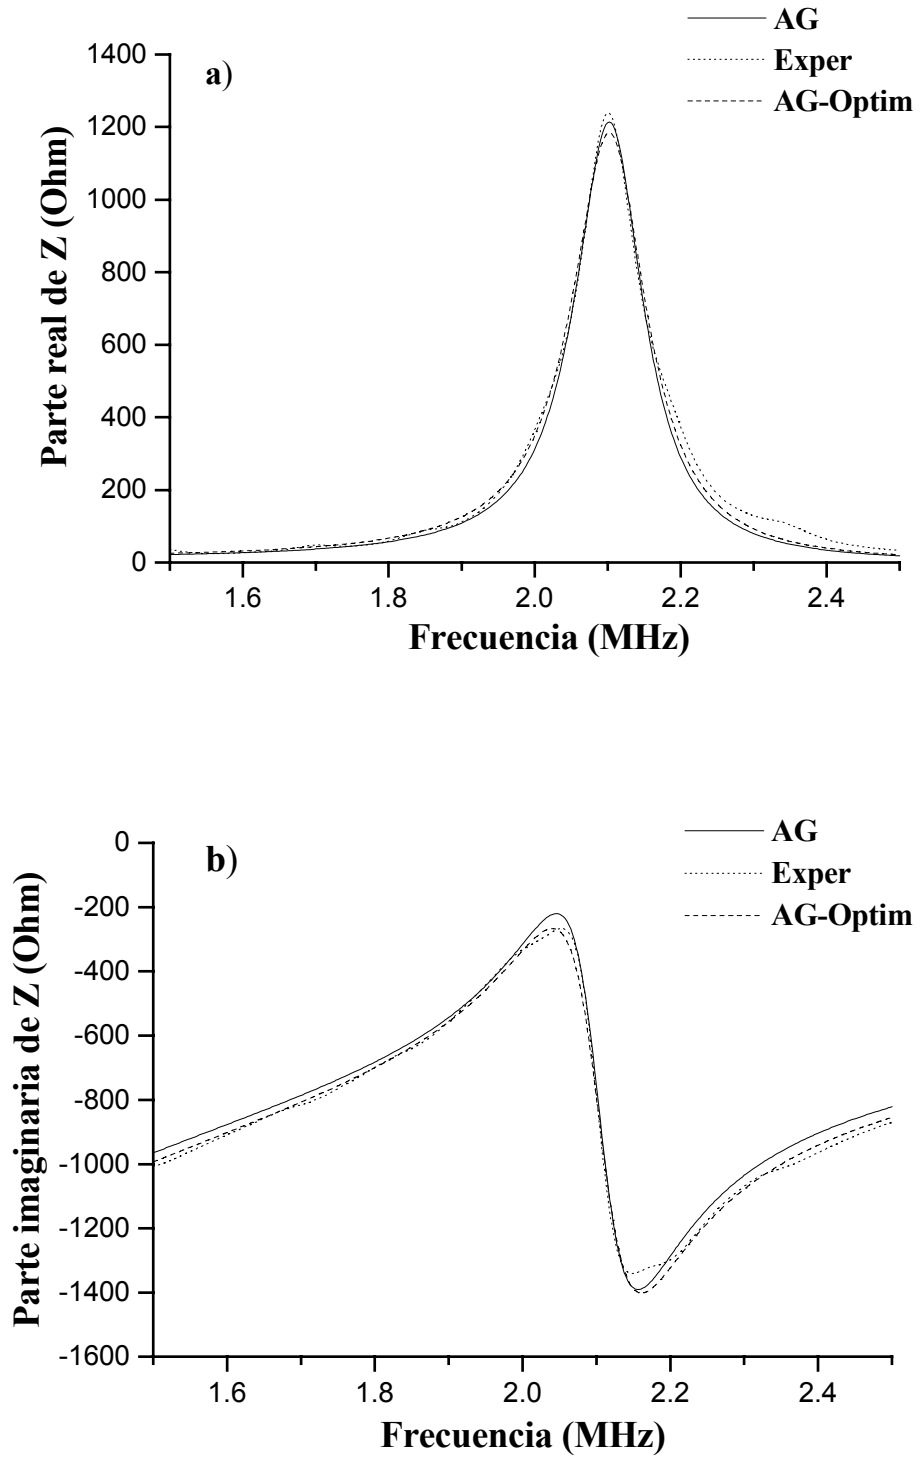 AG
Exper
AG-Optim
a)
1400
1200
1000
800
600
400
200
0
Parte real de Z (Ohm)
1.6 1.8 2.0 2.2 2.4
Frecuencia (MHz)
AG
Exper
AG-Optim
b)
0
-200
-400
-600
-800
-1000
-1200
-1400
-1600
Parte imaginaria de Z (Ohm)
1.6 1.8 2.0 2.2 2.4
Frecuencia (MHz)